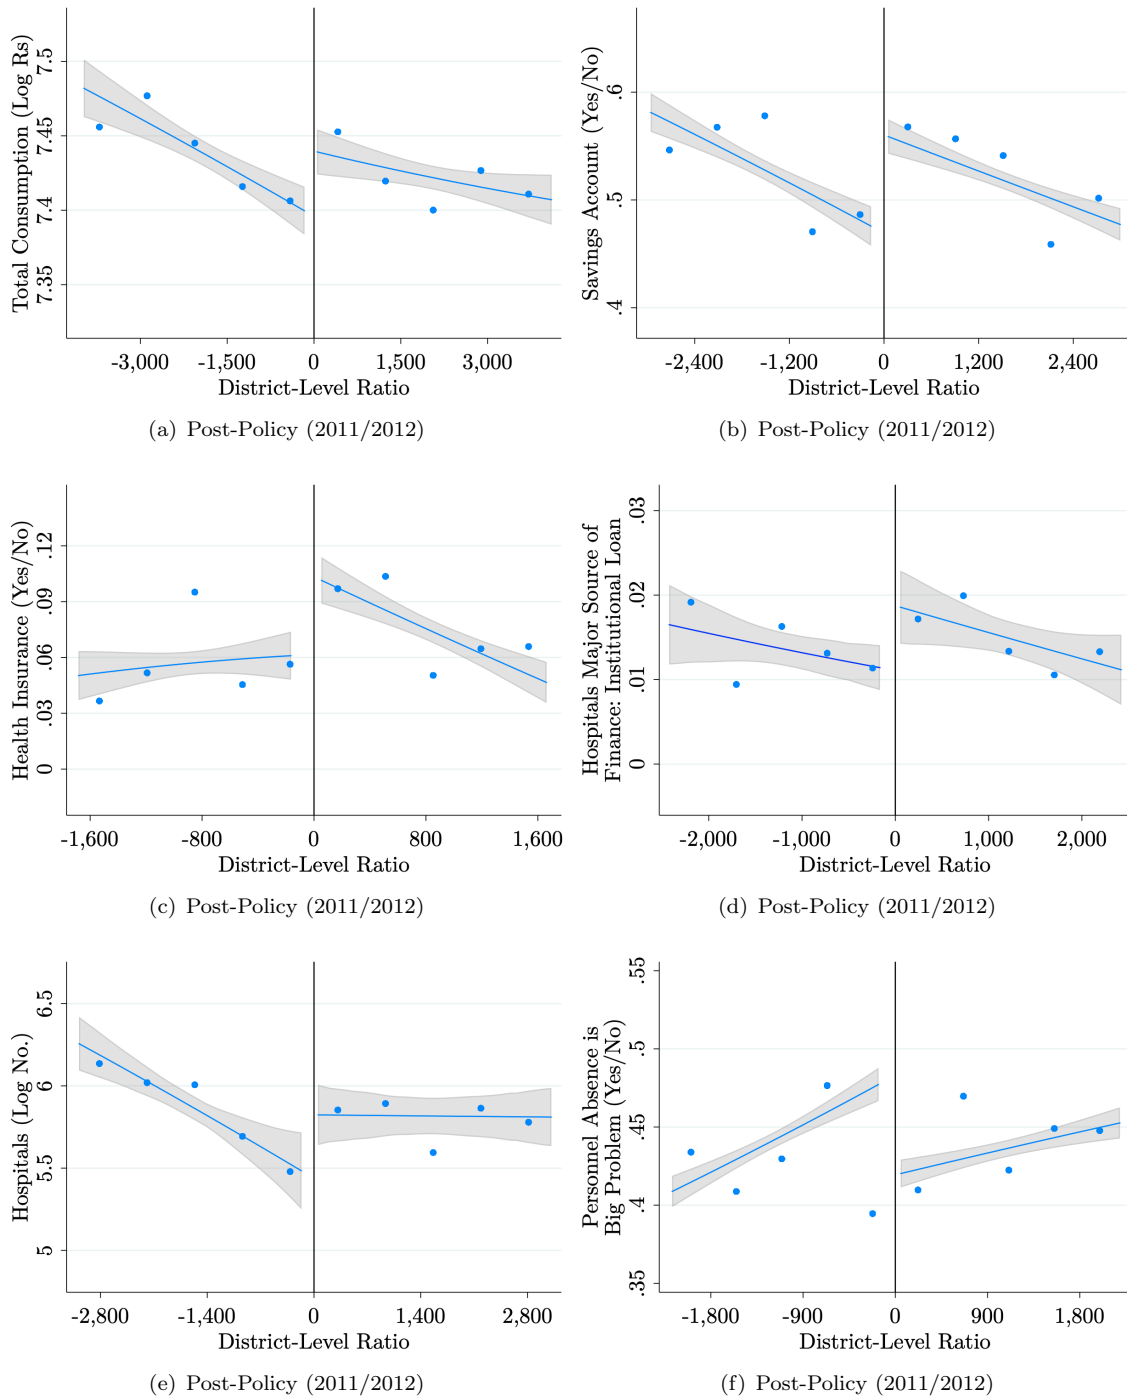 Total Consumption (Log Rs)
7.5
7.45
7.4
7.35
-3,000 -1,500 0 1,500 3,000
District-Level Ratio
(a) Post-Policy (2011/2012)
Savings Account (Yes/No)
.6
.5
.4
-2,400 -1,200 0 1,200 2,400
District-Level Ratio
(b) Post-Policy (2011/2012)
Health Insurance (Yes/No)
.12
.09
.06
.03
0
-1,600 -800 0 800 1,600
District-Level Ratio
(c) Post-Policy (2011/2012)
Hospitals Major Source of
Finance: Institutional Loan
.03
.02
.01
0
-2,000 -1,000 0 1,000 2,000
District-Level Ratio
(d) Post-Policy (2011/2012)
Hospitals (Log No.)
6.5
6
5.5
5
-2,800 -1,400 0 1,400 2,800
District-Level Ratio
(e) Post-Policy (2011/2012)
Personnel Absence is
Big Problem (Yes/No)
.55
.5
.45
.4
.35
-1,800 -900 0 900 1,800
District-Level Ratio
(f) Post-Policy (2011/2012)